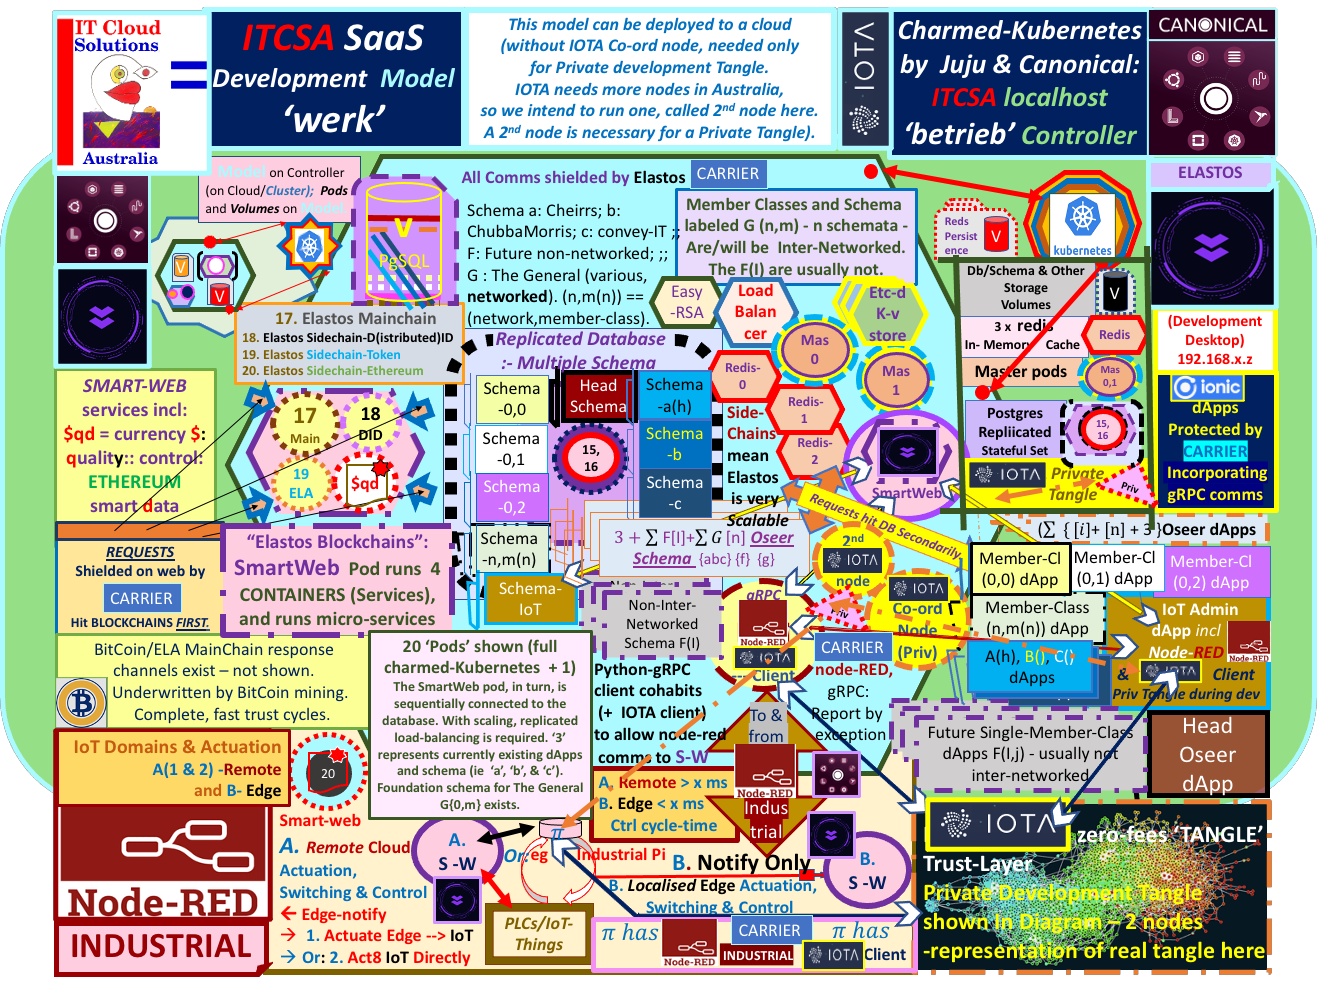 IT Cloud
Solutions
Australia
ITCSA SaaS
Development Model
‘werk’
This model can be deployed to a cloud
(without IOTA Co-ord node, needed only
for Private development Tangle.
IOTA needs more nodes in Australia,
so we intend to run one, called 2nd node here.
A 2nd node is necessary for a Private Tangle).
IOTA
Charmed-Kubernetes
by Juju & Canonical:
ITCSA localhost
‘betrieb’ Controller
CANONICAL
Model on Controller
(on Cloud/Cluster); Pods
and Volumes on
V
V
V
PgSQL
All Comms shielded by Elastos
CARRIER
Schema a: Cheirrs; b:
ChubbaMorris; c: convey-IT ;;
F: Future non-networked; ;;
G : The General (various,
networked). (n,m(n)) ==
(network,member-class).
Member Classes and Schema
labeled G (n,m) - n schemata -
Are/will be Inter-Networked.
The F(I) are usually not.
Reds
Persist
ence
V
kubernetes
ELASTOS
17. Elastos Mainchain
18. Elastos Sidechain-D(istributed)ID
19. Elastos Sidechain-Token
20. Elastos Sidechain-Ethereum
Easy
-RSA
Load
Balan
cer
Etc-d
K-v
store
Mas
0
Mas
1
Redis-
0
Redis-
1
Redis-
2
Db/Schema & Other
Storage
Volumes
V
3 x redis
In- Memory Cache
Redis
Master pods
Mas
0,1
Postgres
Repliicated
Stateful Set
15,
16
IOTA
Private
Tangle
Priv
(Development
Desktop)
192.168.x.z
ionic
dApps
Protected by
CARRIER
Incorporating
gRPC comms
SMART-WEB
services incl:
$qd = currency $:
quality:: control:
ETHEREUM
smart data
17
Main
18
DID
19
ELA
$qd
Replicated Database
:- Multiple Schema
Schema
-0,0
Head
Schema
Schema
-a(h)
Schema
-0,1
15,
16
Schema
-b
Schema
-0,2
Schema
-c
Schema
-n,m(n)
Schema-
IoT
Side-
Chains
mean
Elastos
is very
Scalable
SmartWeb
Requests hit DB Secondarily
3 + ∑ F[I]+∑ G [n] Oseer
Schema {abc} {f} {g}
REQUESTS
Shielded on web by
CARRIER
Hit BLOCKCHAINS FIRST.
“Elastos Blockchains”:
SmartWeb Pod runs 4
CONTAINERS (Services),
and runs micro-services
Non-Inter-
Networked
Schema F(I)
gRPC
Node-RED
IOTA
Client
2nd
IOTA
node
IOTA
Co-ord
Node
(Priv)
Priv
(∑ { [i]+ [n] + 3 }Oseer dApps
Member-Cl
(0,0) dApp
Member-Cl
(0,1) dApp
Member-Cl
(0,2) dApp
Member-Class
(n,m(n)) dApp
A(h), B(), C()
dApps
IoT Admin
dApp incl
Node-RED
Node-RED
& IOTA Client
Priv Tangle during dev
BitCoin/ELA MainChain response
channels exist – not shown.
Underwritten by BitCoin mining.
Complete, fast trust cycles.
20 ‘Pods’ shown (full
charmed-Kubernetes + 1)
The SmartWeb pod, in turn, is
sequentially connected to the
database. With scaling, replicated
load-balancing is required. ‘3’
represents currently existing dApps
and schema (ie ‘a’, ‘b’, & ‘c’).
Foundation schema for The General
G{0,m} exists.
Python-gRPC
client cohabits
(+ IOTA client)
to allow node-red
comms to S-W
CARRIER
node-RED,
gRPC:
Report by
exception
To &
from
Node-RED
Indus
trial
Future Single-Member-Class
dApps F(I,j) - usually not
inter-networked
Head
Oseer
dApp
IoT Domains & Actuation
A(1 & 2) -Remote
and B- Edge
20
A, Remote > x ms
B. Edge < x ms
Ctrl cycle-time
Node-RED
INDUSTRIAL
Smart-web
A. Remote Cloud
Actuation,
Switching & Control
← Edge-notify
→ 1. Actuate Edge --> IoT
→ Or: 2. Act8 IoT Directly
A.
S -W
π
Or, eg Industrial Pi
PLCs/IoT-
Things
B. Notify Only
B. Localised Edge Actuation,
Switching & Control
B.
S -W
π has
Node-RED
CARRIER
INDUSTRIAL
π has
IOTA
Client
IOTA
zero-fees ‘TANGLE’
Trust-Layer
Private Development Tangle
shown In Diagram – 2 nodes
-representation of real tangle here